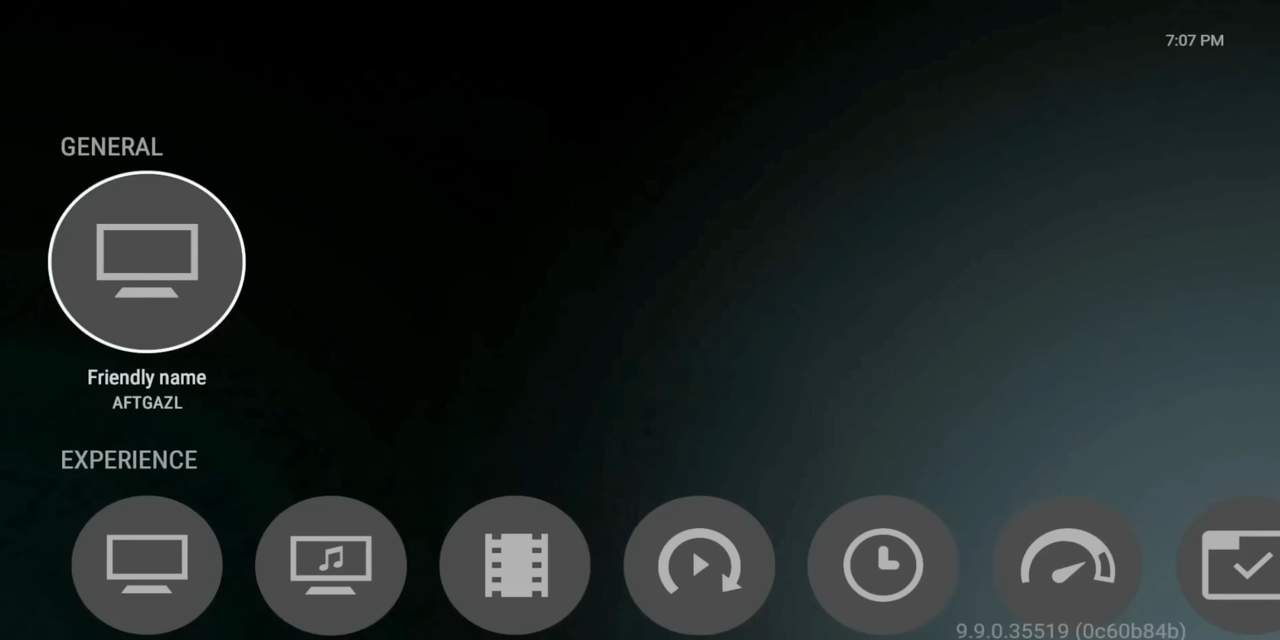 7:07 PM
GENERAL
Friendly name
AFTGAZL
EXPERIENCE
9.9.0.35519 (0c60b84b)